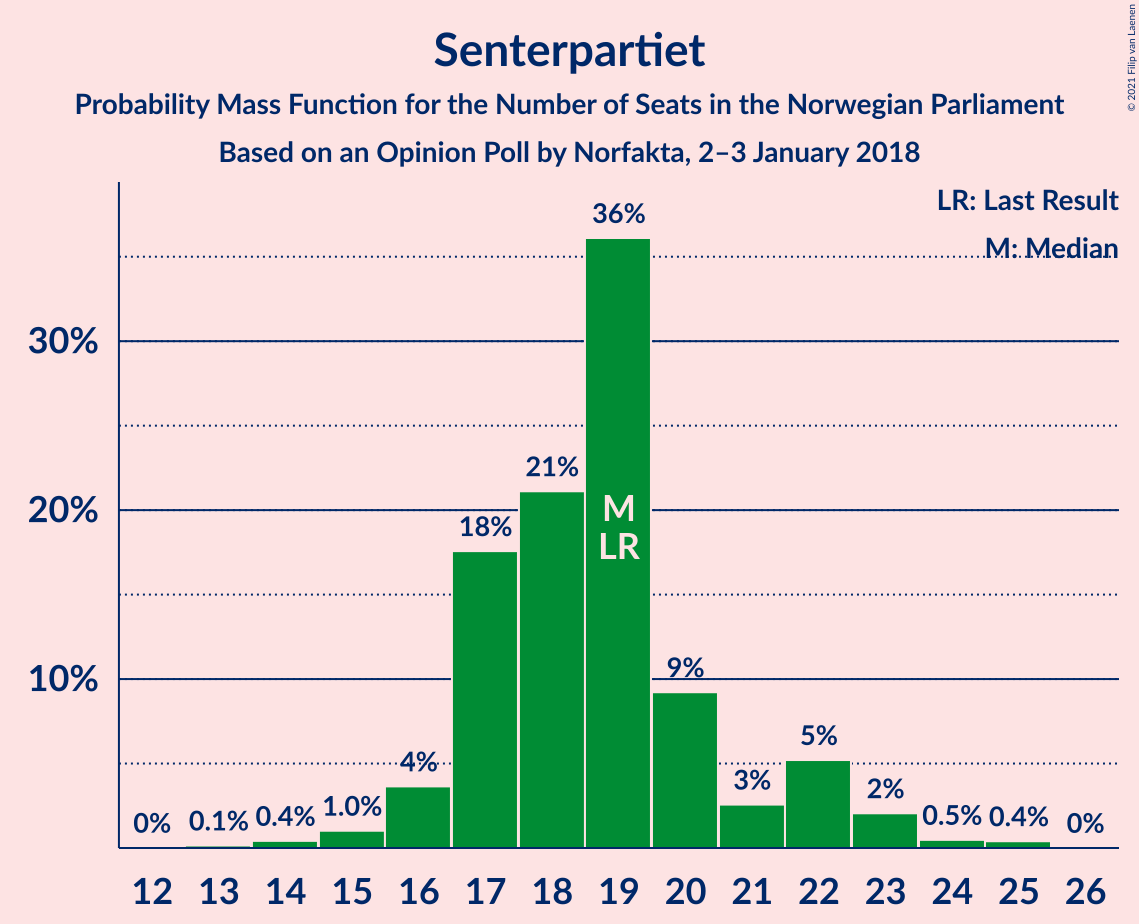 Senterpartiet
Probability Mass Function for the Number of Seats in the Norwegian Parliament
Based on an Opinion Poll by Norfakta, 2–3 January 2018
© 2021 Filip van Laenen
LR: Last Result
M: Median
30%
20%
10%
0%
0.1%
0.4%
1.0%
4%
18%
21%
36%
9%
3%
5%
2%
0.5%
0.4%
0%
M
LR
12 13 14 15 16 17 18 19 20 21 22 23 24 25 26